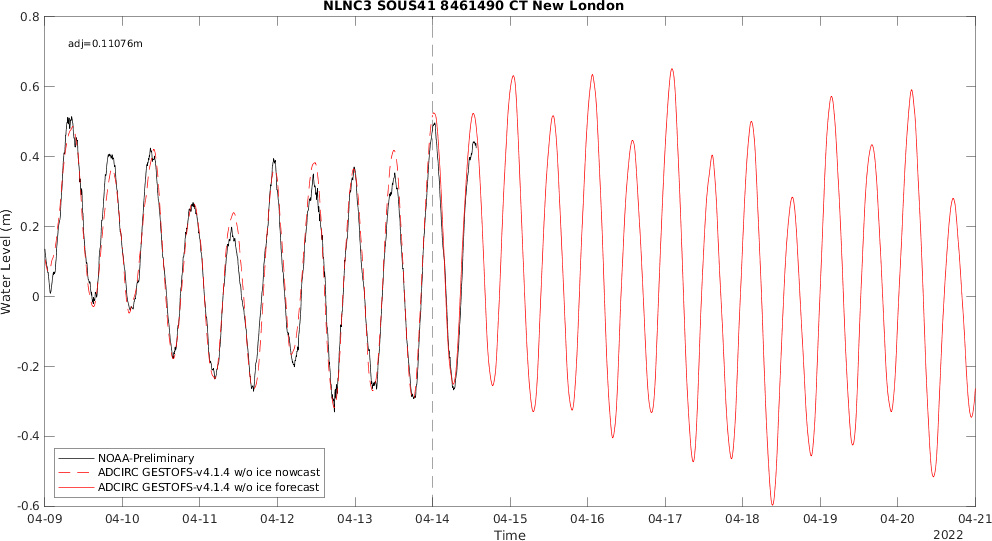 NLNC3 SOUS41 8461490 CT New London
adj=0.11076m
0.8
0.6
0.4
0.2
0
-0.2
-0.4
-0.6
Water Level (m)
NOAA-Preliminary
ADCIRC GESTOFS-v4.1.4 w/o ice nowcast
ADCIRC GESTOFS-v4.1.4 w/o ice forecast
04-09 04-10 04-11 04-12 04-13 04-14 04-15 04-16 04-17 04-18 04-19 04-20 04-21
Time
2022